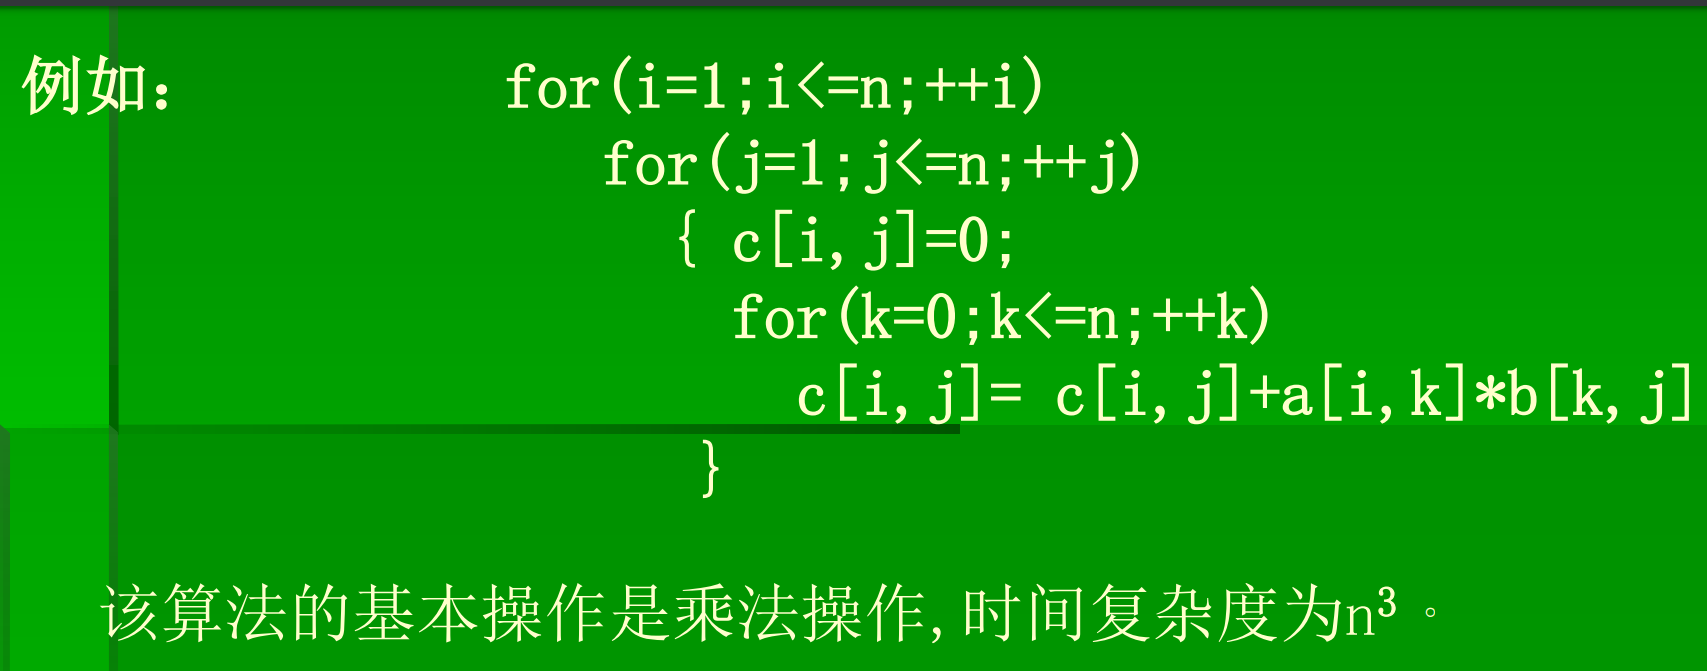 例如： for(i=1;i<=n;++i)
for(j=1;j<=n;++j)
{ c[i,j]=0;
for(k=0;k<=n;++k)
c[i,j]= c[i,j]+a[i,k]*b[k,j]
}
该算法的基本操作是乘法操作,时间复杂度为n³。